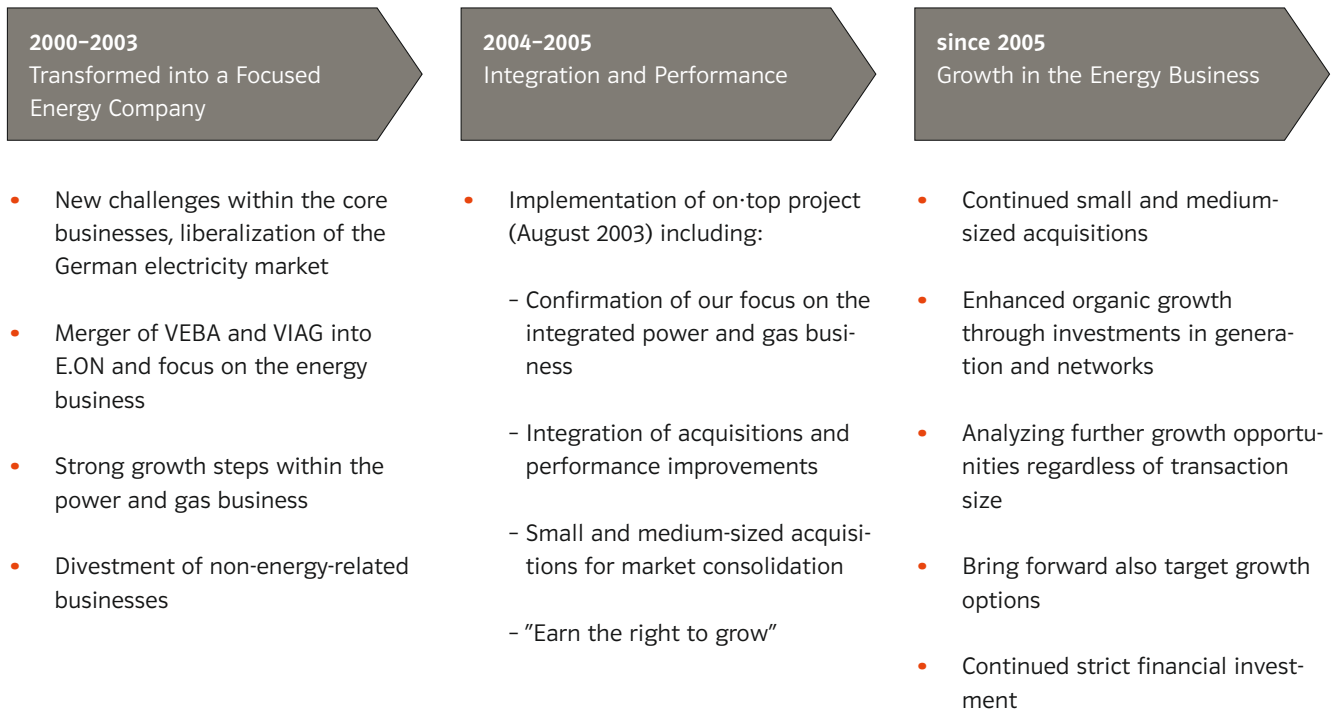 2000–2003
Transformed into a Focused
Energy Company
• New challenges within the core
businesses, liberalization of the
German electricity market
• Merger of VEBA and VIAG into
E.ON and focus on the energy
business
• Strong growth steps within the
power and gas business
• Divestment of non-energy-related
businesses
2004–2005
Integration and Performance
• Implementation of on·top project
(August 2003) including:
– Confirmation of our focus on the
integrated power and gas busi-
ness
– Integration of acquisitions and
performance improvements
– Small and medium-sized acquisi-
tions for market consolidation
– ”Earn the right to grow”
since 2005
Growth in the Energy Business
• Continued small and medium-
sized acquisitions
• Enhanced organic growth
through investments in genera-
tion and networks
• Analyzing further growth opportu-
nities regardless of transaction
size
• Bring forward also target growth
options
• Continued strict financial invest-
ment